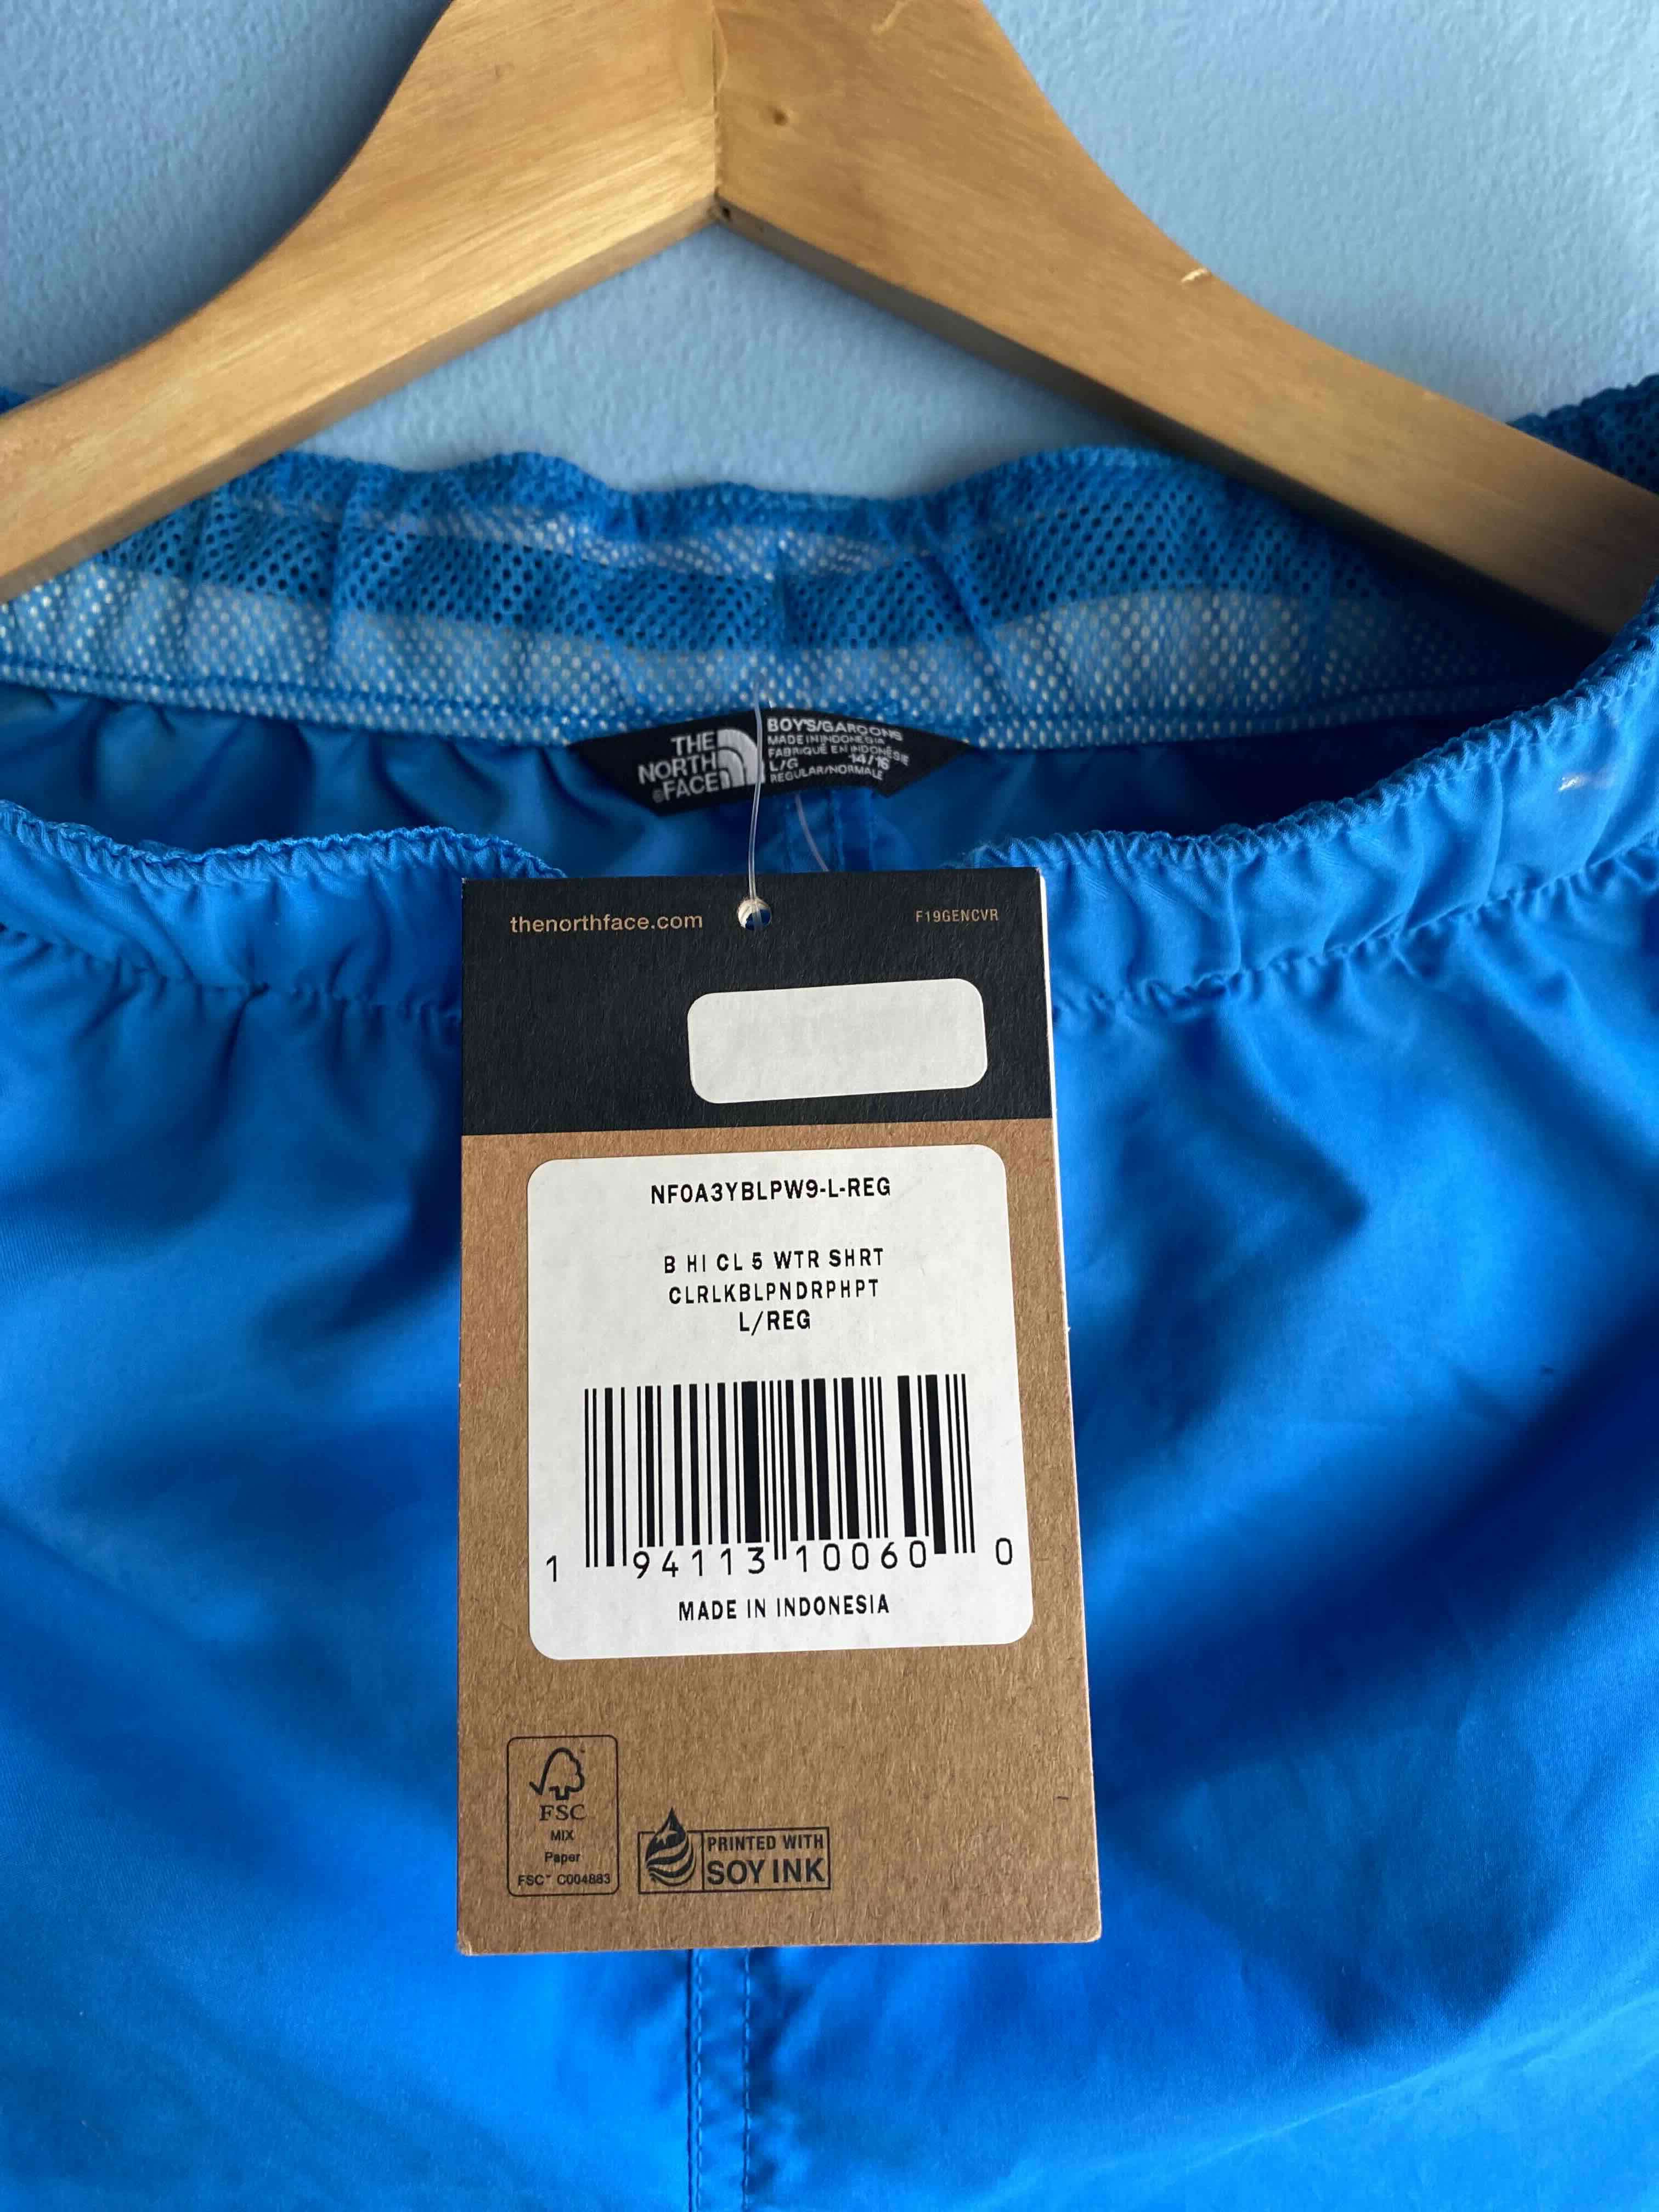 THE
NORTH
FACE
BOYS/GARÇONS
MADE IN INDONESIA
FABRIQUÉ EN INDONÉSIE
L/G 14/16
REGULAR/NORMALE
thenorthface.com F19GENCVR
NF0A3YBLPW9-L-REG
B HI CL 5 WTR SHRT
CLRLKBLPNDRPHPT
L/REG
1 94113 10060 0
MADE IN INDONESIA
FSC
MIX
Paper
FSC™ C004883
PRINTED WITH
SOY INK